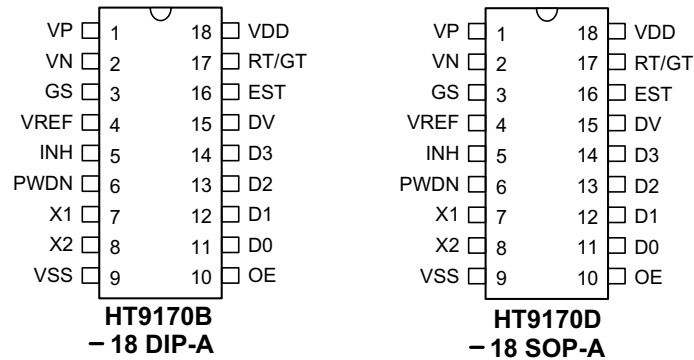 VP 1 18 VDD VP 1 18 VDD
VN 2 17 RT/GT VN 2 17 RT/GT
GS 3 16 EST GS 3 16 EST
VREF 4 15 DV VREF 4 15 DV
INH 5 14 D3 INH 5 14 D3
PWDN 6 13 D2 PWDN 6 13 D2
X1 7 12 D1 X1 7 12 D1
X2 8 11 D0 X2 8 11 D0
VSS 9 10 OE VSS 9 10 OE
HT9170B HT9170D
– 18 DIP-A – 18 SOP-A